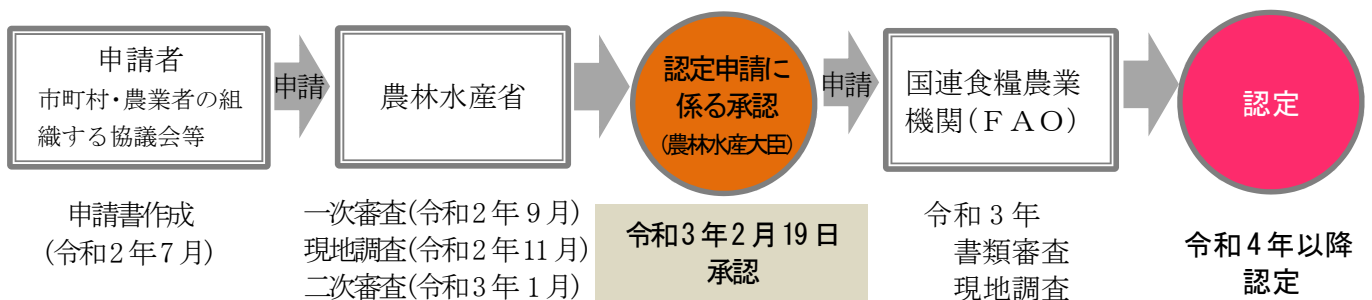 申請者
市町村・農業者の組
織する協議会等
申請書作成
(令和2年7月)
申請
農林水産省
一次審査(令和2年9月)
現地調査(令和2年11月)
二次審査(令和3年1月)
認定申請に
係る承認
(農林水産大臣)
令和3年2月19日
承認
申請
国連食糧農業
機関(ＦＡＯ)
令和3年
書類審査
現地調査
認定
令和4年以降
認定